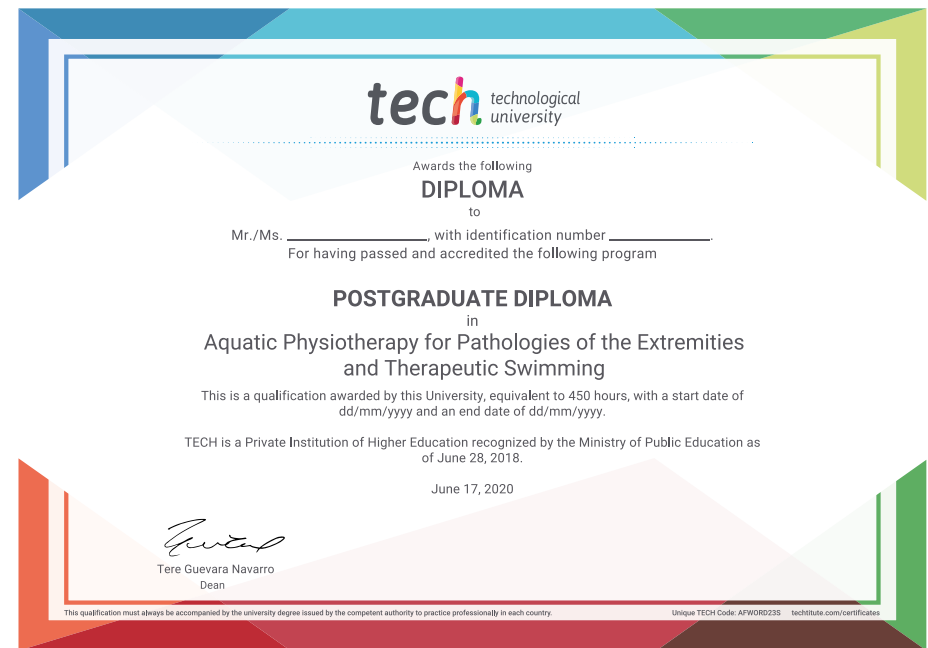 tech technological
university
Awards the following
DIPLOMA
to
Mr./Ms. ______________, with identification number __________.
For having passed and accredited the following program
POSTGRADUATE DIPLOMA
in
Aquatic Physiotherapy for Pathologies of the Extremities
and Therapeutic Swimming
This is a qualification awarded by this University, equivalent to 450 hours, with a start date of
dd/mm/yyyy and an end date of dd/mm/yyyy.
TECH is a Private Institution of Higher Education recognized by the Ministry of Public Education as
of June 28, 2018.
June 17, 2020
Tere Guevara Navarro
Dean
This qualification must always be accompanied by the university degree issued by the competent authority to practice professionally in each country.
Unique TECH Code: AFWORD23S techtitute.com/certificates